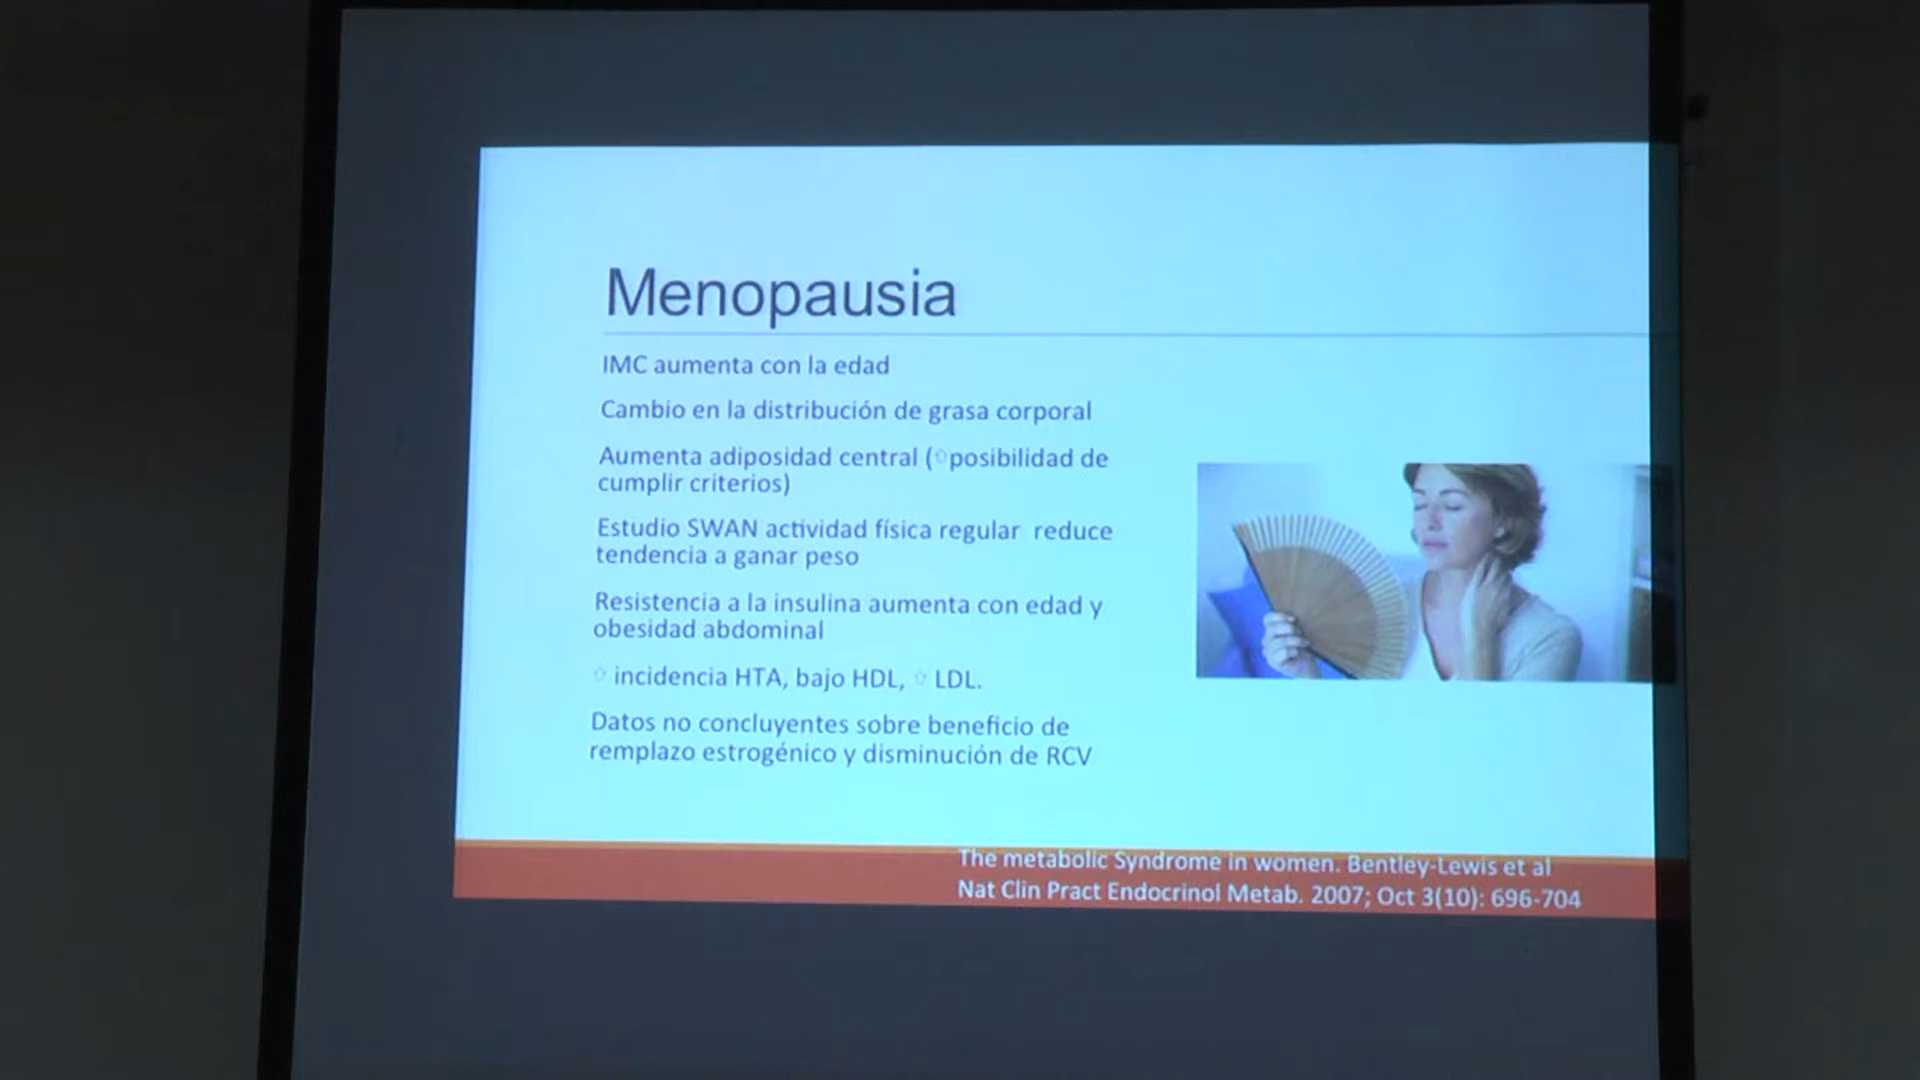 Menopausia
IMC aumenta con la edad
Cambio en la distribución de grasa corporal
Aumenta adiposidad central (⇧posibilidad de
cumplir criterios)
Estudio SWAN actividad física regular reduce
tendencia a ganar peso
Resistencia a la insulina aumenta con edad y
obesidad abdominal
⇧ incidencia HTA, bajo HDL, ⇧ LDL.
Datos no concluyentes sobre beneficio de
remplazo estrogénico y disminución de RCV
The metabolic Syndrome in women. Bentley-Lewis et al
Nat Clin Pract Endocrinol Metab. 2007; Oct 3(10): 696-704